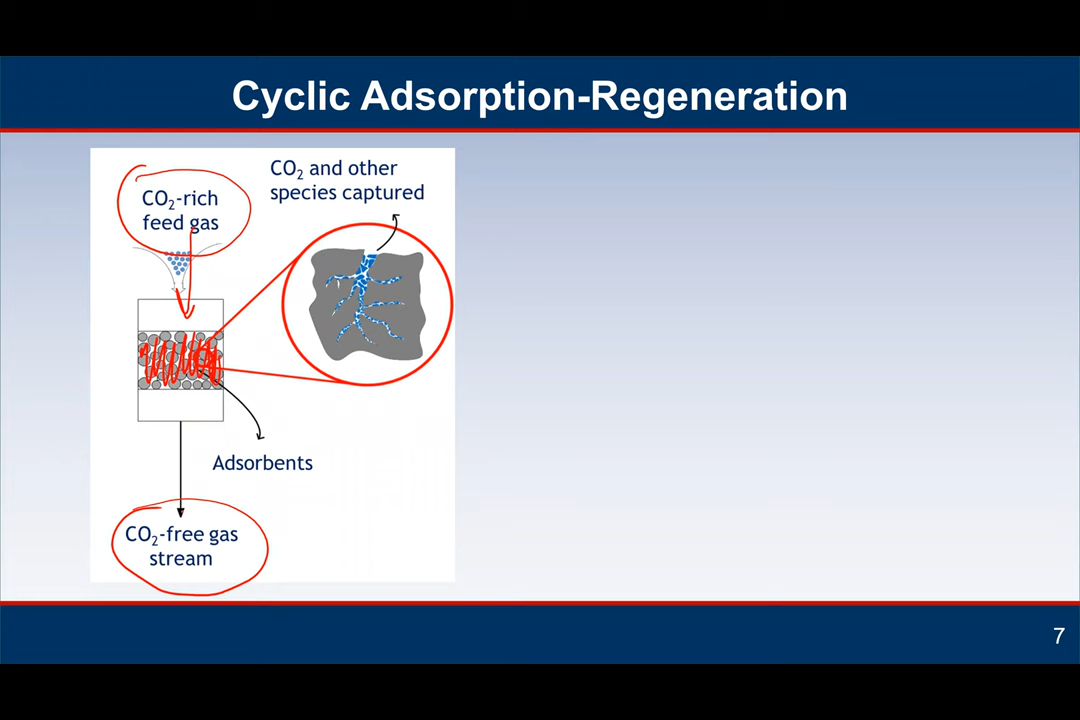 Cyclic Adsorption-Regeneration
CO₂-rich
feed gas
CO₂ and other
species captured
Adsorbents
CO₂-free gas
stream
7